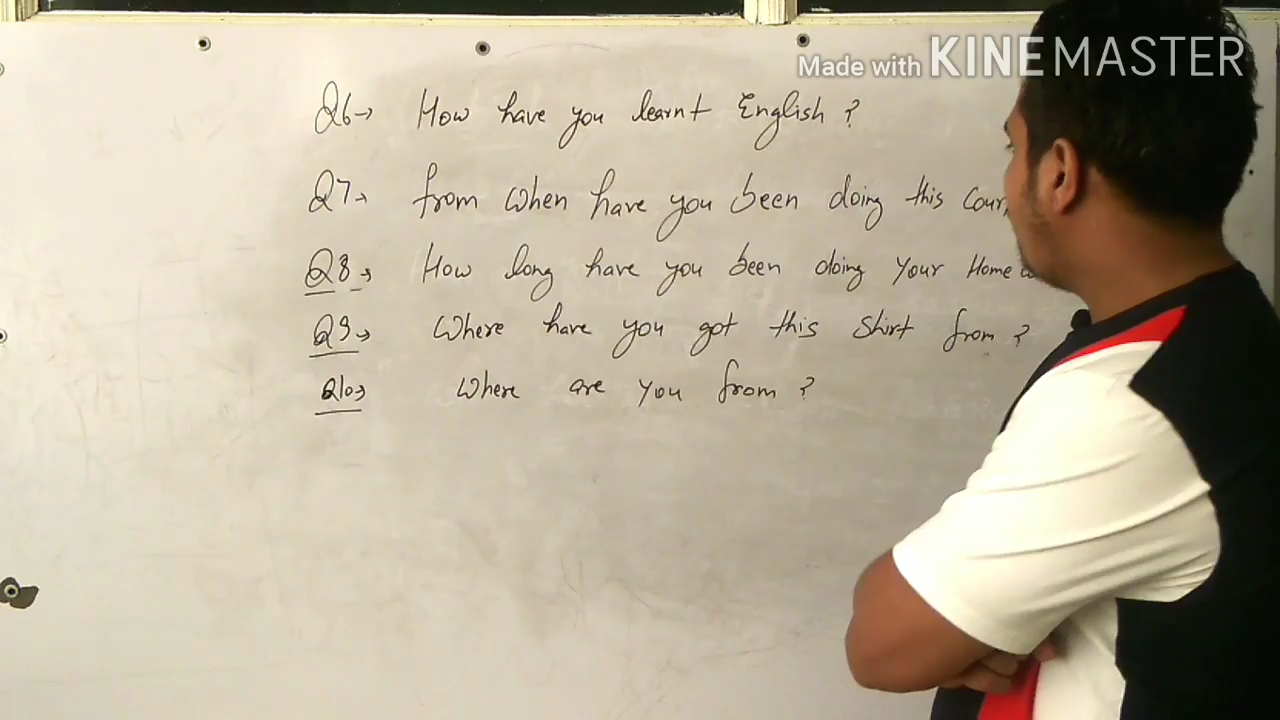 Made with KINEMASTER
Q6→ How have you learnt English ?
Q7→ from when have you been doing this
Q8→ How long have you been doing your Home
Q9→ Where have you got this shirt from ?
Q10→ Where are you from ?